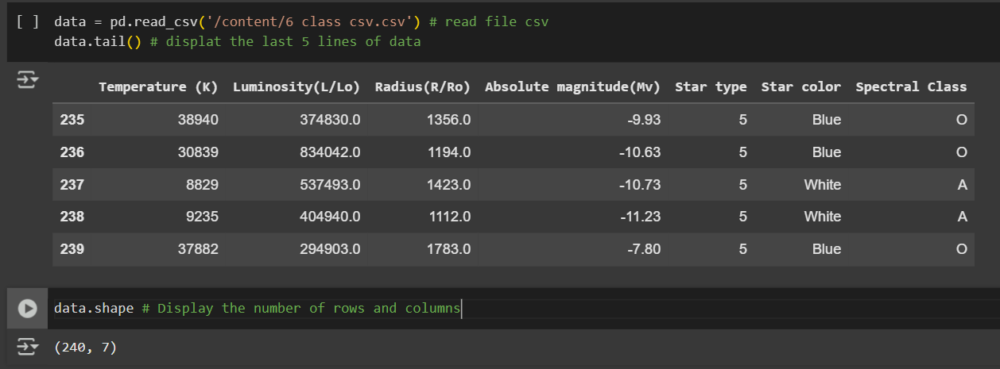 [ ] data = pd.read_csv('/content/6 class csv.csv') # read file csv
data.tail() # displat the last 5 lines of data
Temperature (K) Luminosity(L/Lo) Radius(R/Ro) Absolute magnitude(Mv) Star type Star color Spectral Class
235 38940 374830.0 1356.0 -9.93 5 Blue O
236 30839 834042.0 1194.0 -10.63 5 Blue O
237 8829 537493.0 1423.0 -10.73 5 White A
238 9235 404940.0 1112.0 -11.23 5 White A
239 37882 294903.0 1783.0 -7.80 5 Blue O
data.shape # Display the number of rows and columns
(240, 7)